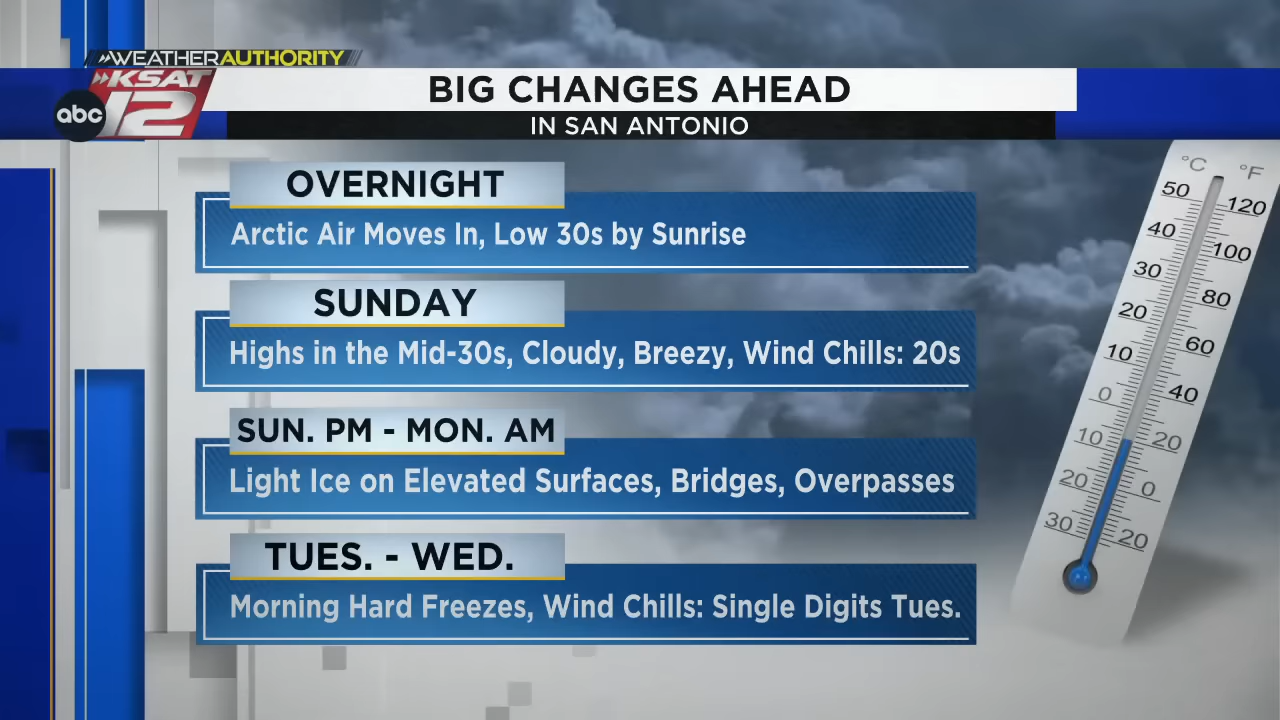 WEATHERAUTHORITY
KSAT
abc 12
BIG CHANGES AHEAD
IN SAN ANTONIO
OVERNIGHT
Arctic Air Moves In, Low 30s by Sunrise
SUNDAY
Highs in the Mid-30s, Cloudy, Breezy, Wind Chills: 20s
SUN. PM - MON. AM
Light Ice on Elevated Surfaces, Bridges, Overpasses
TUES. - WED.
Morning Hard Freezes, Wind Chills: Single Digits Tues.
°C °F
50 120
40 100
30 80
20 60
10 40
0 20
10 0
20 20
30